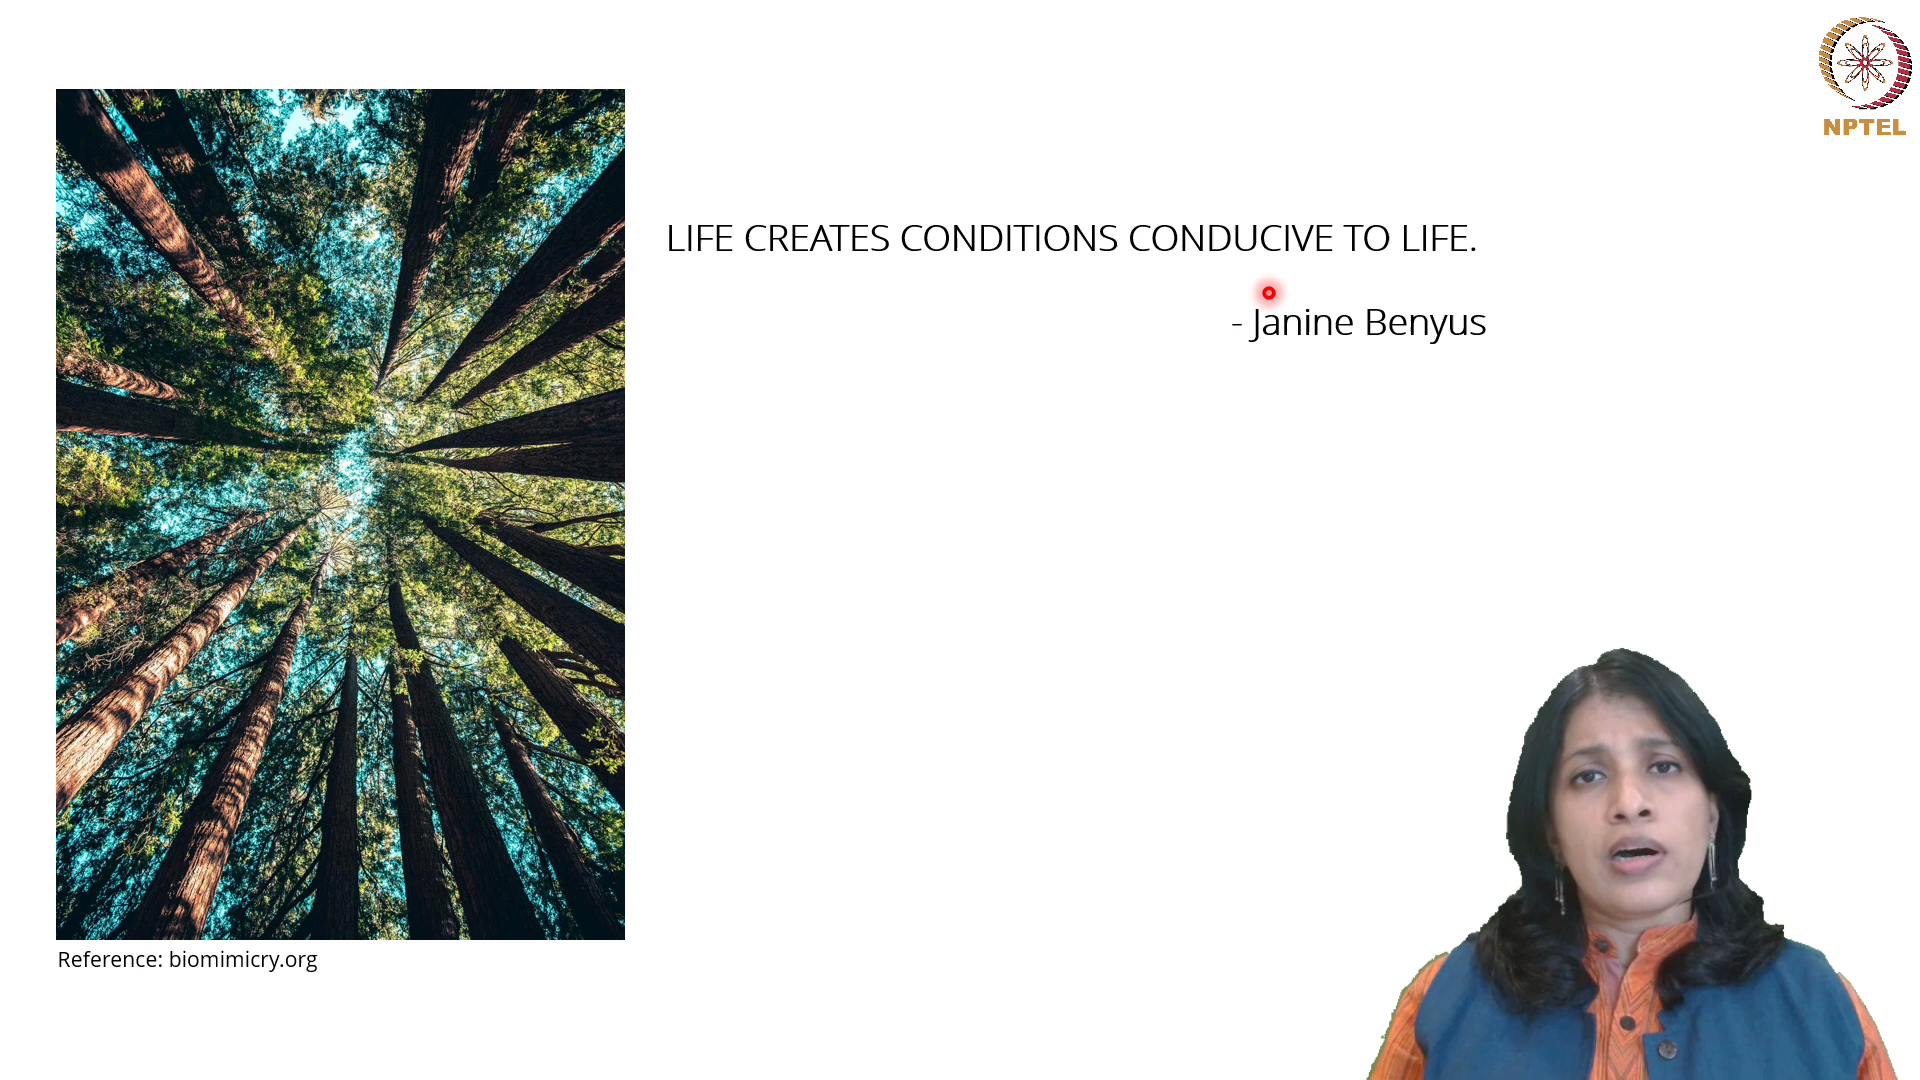 NPTEL
LIFE CREATES CONDITIONS CONDUCIVE TO LIFE.
- Janine Benyus
Reference: biomimicry.org